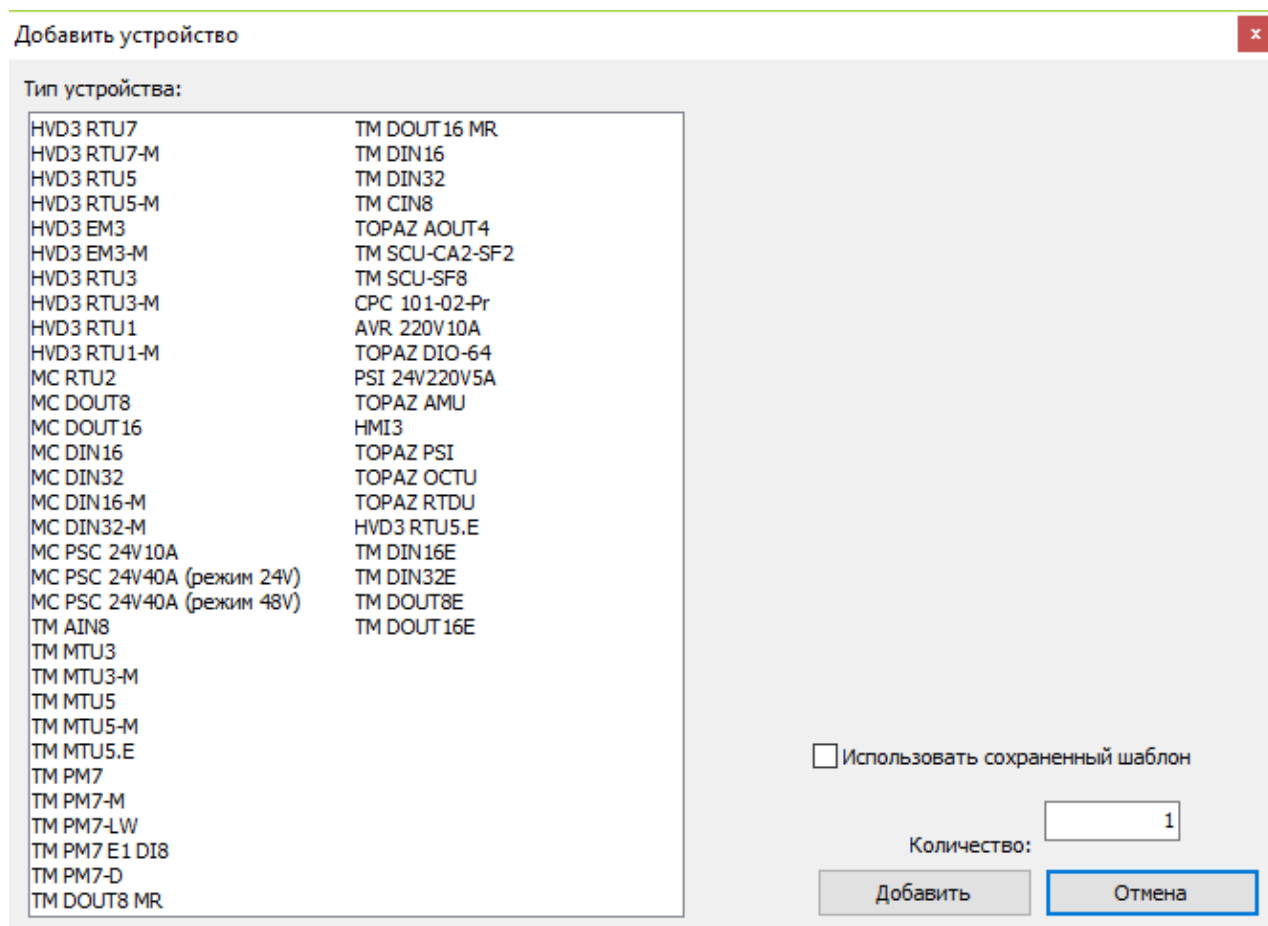 Добавить устройство
x
Тип устройства:
HVD3 RTU7
HVD3 RTU7-M
HVD3 RTU5
HVD3 RTU5-M
HVD3 EM3
HVD3 EM3-M
HVD3 RTU3
HVD3 RTU3-M
HVD3 RTU1
HVD3 RTU1-M
MC RTU2
MC DOUT8
MC DOUT16
MC DIN16
MC DIN32
MC DIN16-M
MC DIN32-M
MC PSC 24V10A
MC PSC 24V40A (режим 24V)
MC PSC 24V40A (режим 48V)
TM AIN8
TM MTU3
TM MTU3-M
TM MTU5
TM MTU5-M
TM MTU5.E
TM PM7
TM PM7-M
TM PM7-LW
TM PM7 E1 DI8
TM PM7-D
TM DOUT8 MR
TM DOUT16 MR
TM DIN16
TM DIN32
TM CIN8
TOPAZ AOUT4
TM SCU-CA2-SF2
TM SCU-SF8
CPC 101-02-Pr
AVR 220V10A
TOPAZ DIO-64
PSI 24V220V5A
TOPAZ AMU
HMI3
TOPAZ PSI
TOPAZ OCTU
TOPAZ RTDU
HVD3 RTU5.E
TM DIN16E
TM DIN32E
TM DOUT8E
TM DOUT16E
Использовать сохраненный шаблон
Количество: 1
Добавить
Отмена